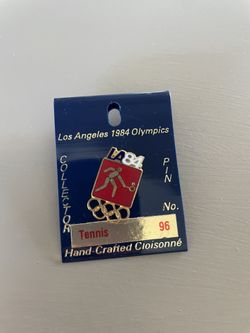 Los Angeles 1984 Olympics
COLLECTOR
PIN
LA84
No.
Tennis 96
Hand-Crafted Cloisonné